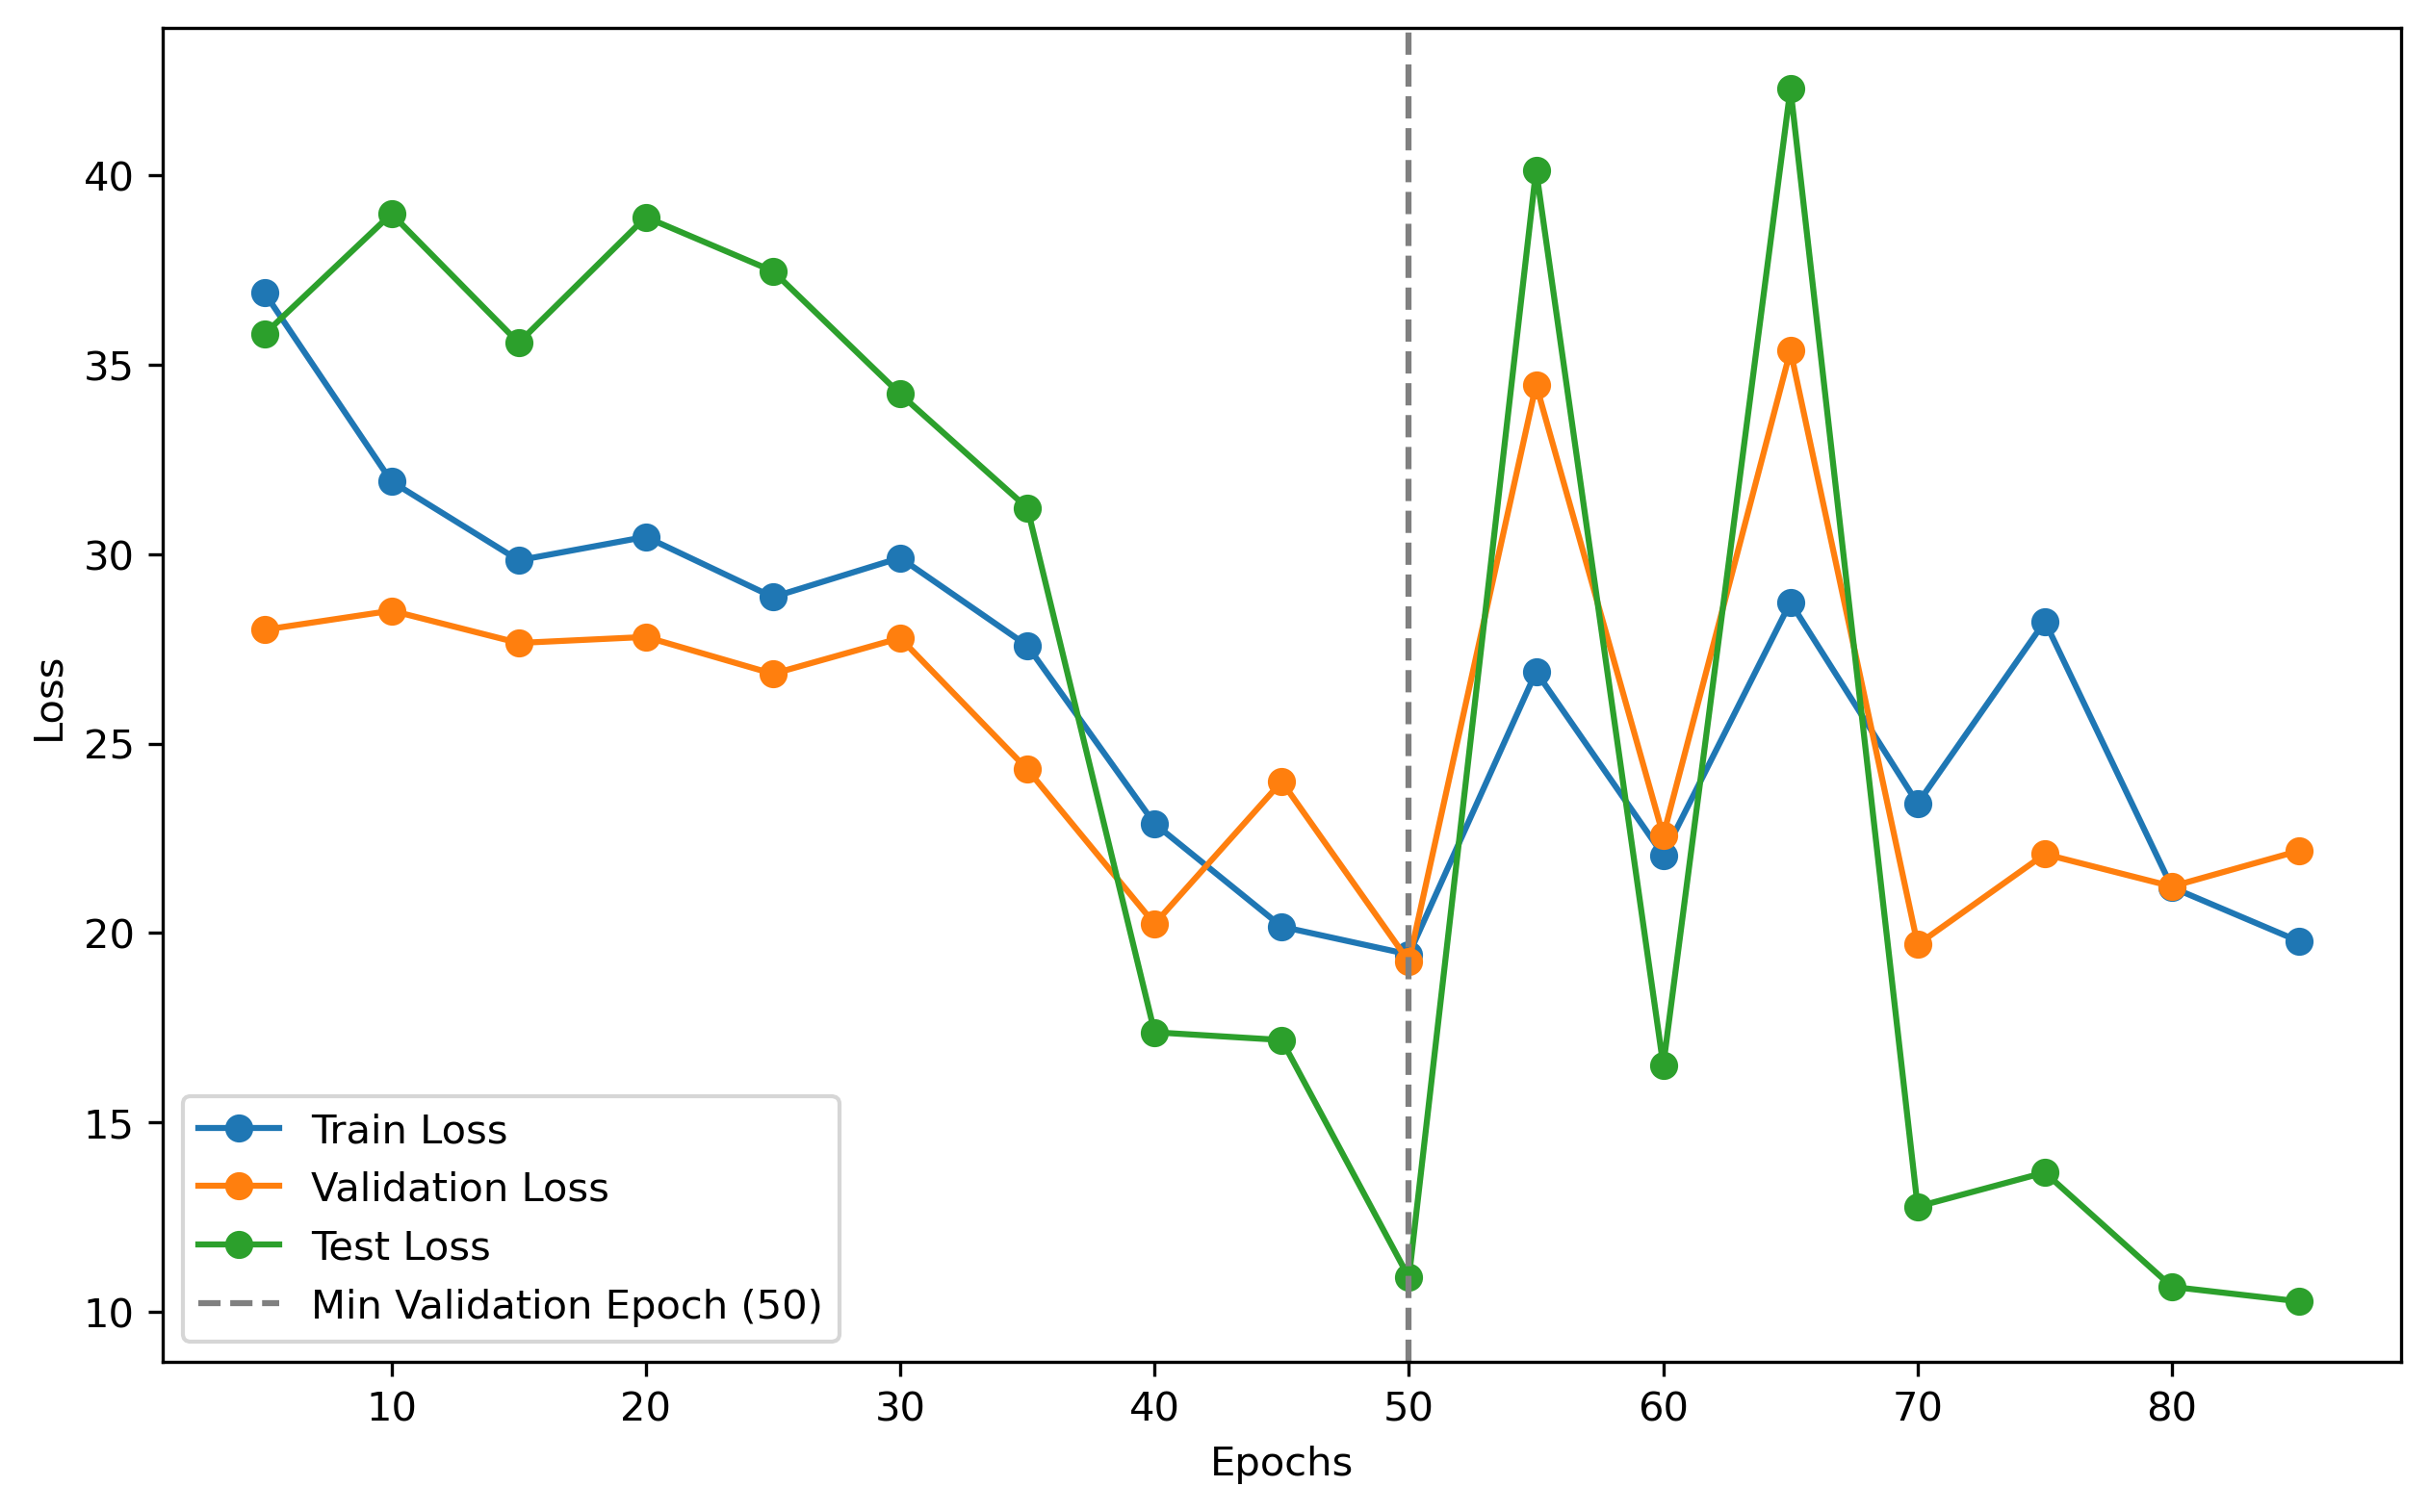 40
35
30
25
20
15
10
Loss
Train Loss
Validation Loss
Test Loss
Min Validation Epoch (50)
10 20 30 40 50 60 70 80
Epochs